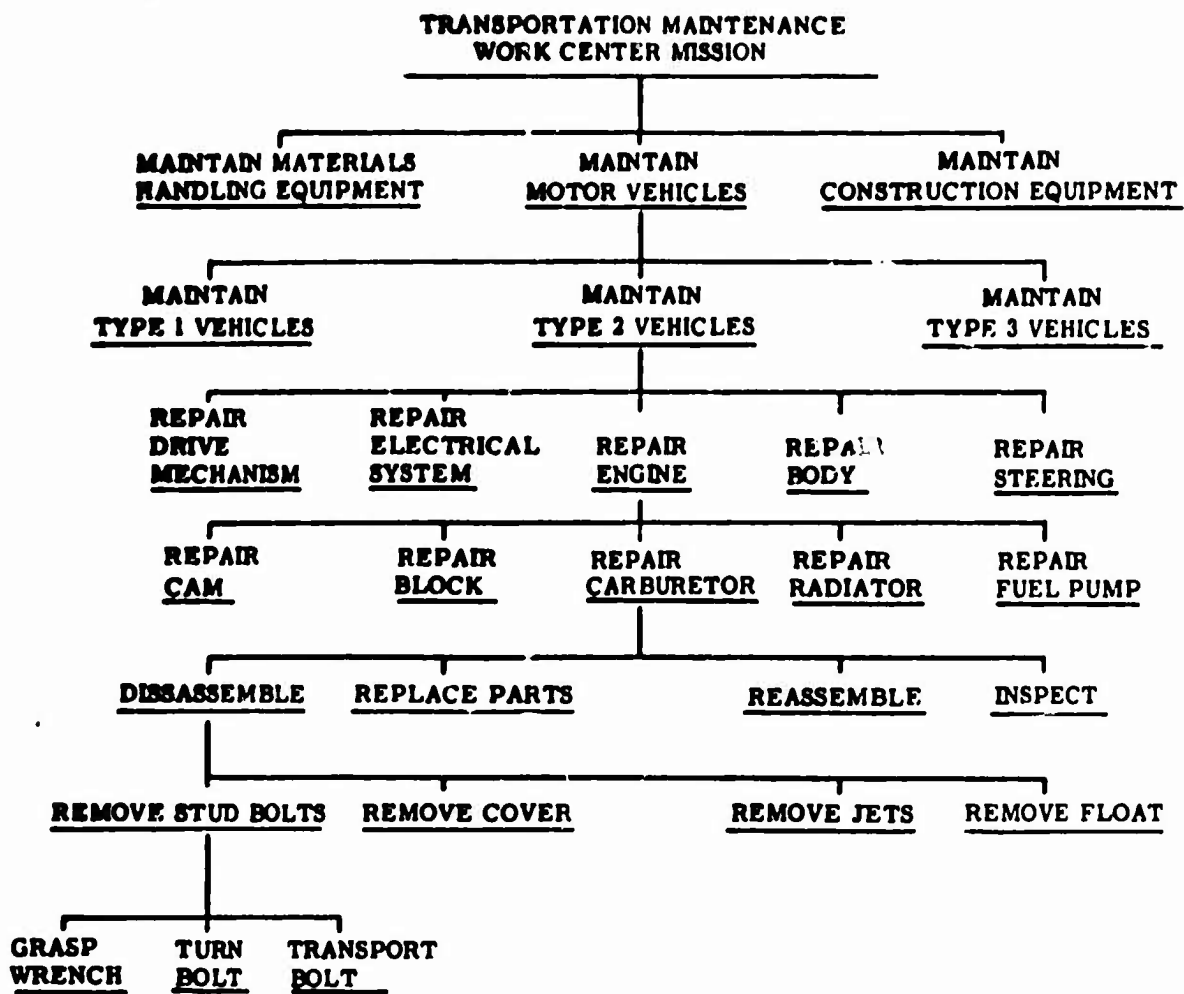 TRANSPORTATION MAINTENANCE
WORK CENTER MISSION
MAINTAIN MATERIALS
HANDLING EQUIPMENT
MAINTAIN
MOTOR VEHICLES
MAINTAIN
CONSTRUCTION EQUIPMENT
MAINTAIN
TYPE 1 VEHICLES
MAINTAIN
TYPE 2 VEHICLES
MAINTAIN
TYPE 3 VEHICLES
REPAIR
DRIVE
MECHANISM
REPAIR
ELECTRICAL
SYSTEM
REPAIR
ENGINE
REPAIR
BODY
REPAIR
STEERING
REPAIR
CAM
REPAIR
BLOCK
REPAIR
CARBURETOR
REPAIR
RADIATOR
REPAIR
FUEL PUMP
DISSASSEMBLE
REPLACE PARTS
REASSEMBLE
INSPECT
REMOVE STUD BOLTS
REMOVE COVER
REMOVE JETS
REMOVE FLOAT
GRASP
WRENCH
TURN
BOLT
TRANSPORT
BOLT